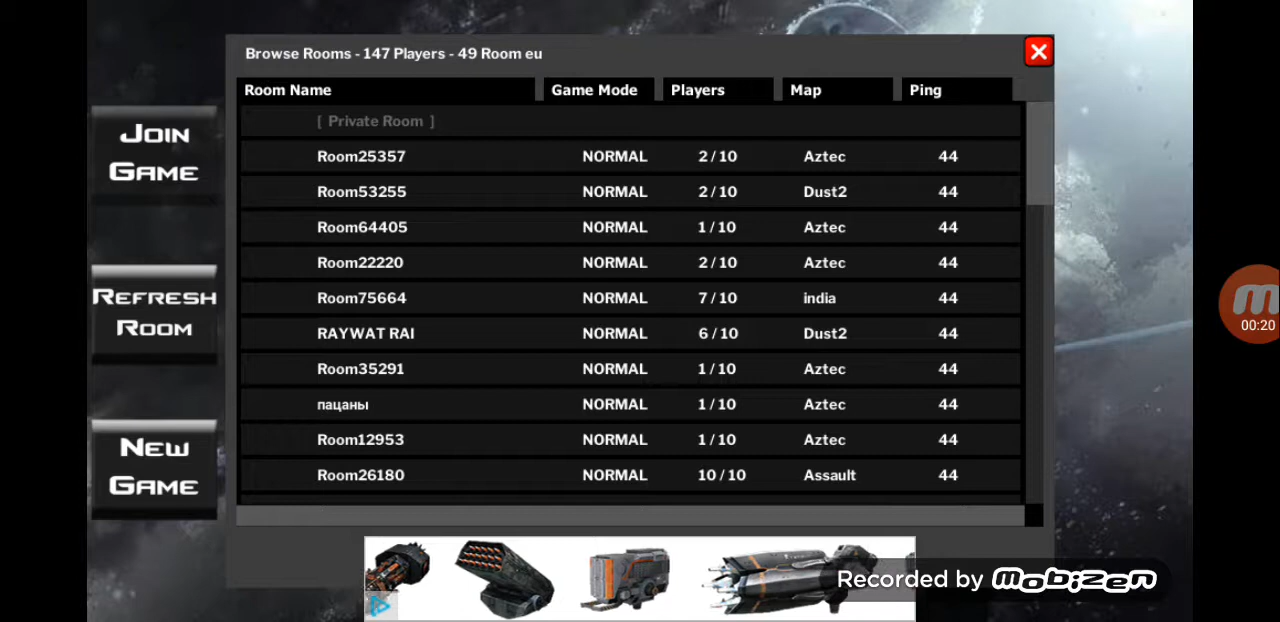 Browse Rooms - 147 Players - 49 Room eu
Room Name Game Mode Players Map Ping
[ Private Room ]
Room25357 NORMAL 2 / 10 Aztec 44
Room53255 NORMAL 2 / 10 Dust2 44
Room64405 NORMAL 1 / 10 Aztec 44
Room22220 NORMAL 2 / 10 Aztec 44
Room75664 NORMAL 7 / 10 india 44
RAYWAT RAI NORMAL 6 / 10 Dust2 44
Room35291 NORMAL 1 / 10 Aztec 44
пацаны NORMAL 1 / 10 Aztec 44
Room12953 NORMAL 1 / 10 Aztec 44
Room26180 NORMAL 10 / 10 Assault 44
Join
Game
Refresh
Room
New
Game
00:20
Recorded by mobizen